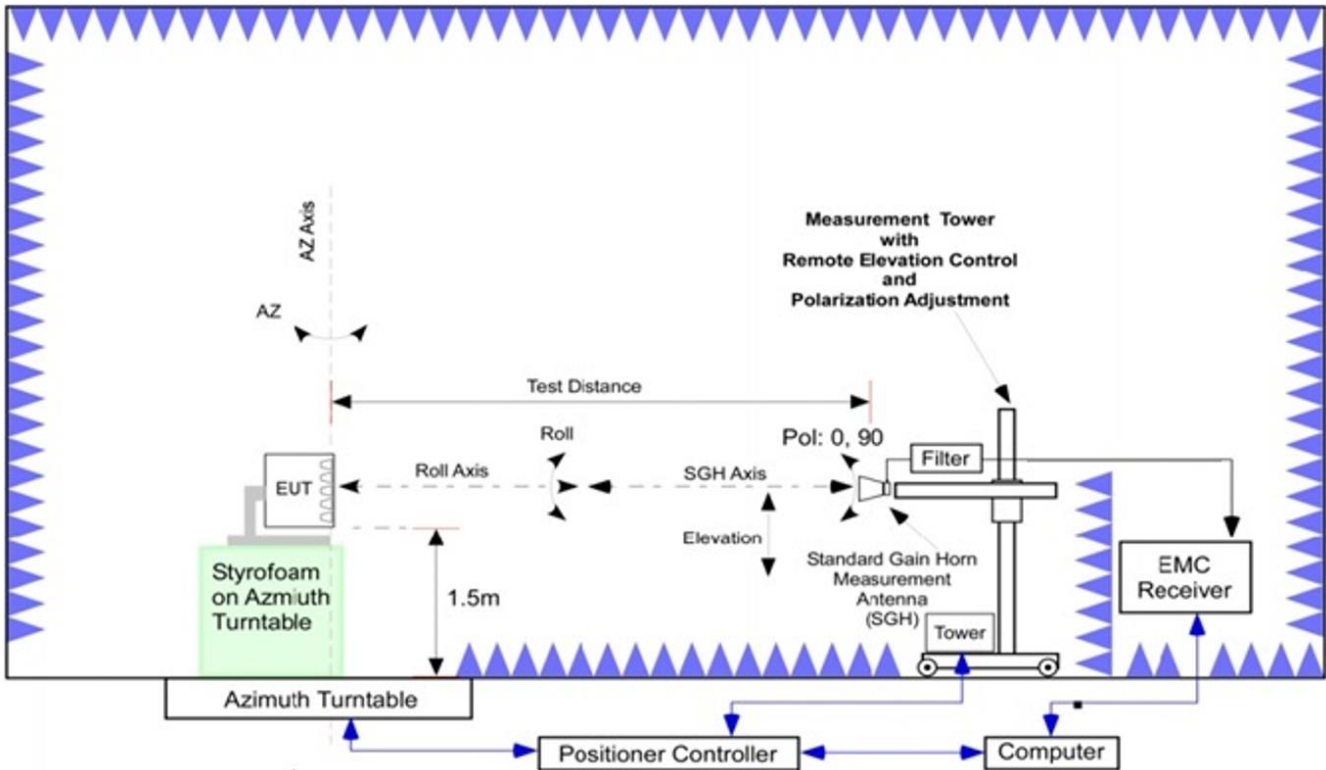 AZ Axis
AZ
Measurement Tower
with
Remote Elevation Control
and
Polarization Adjustment
Test Distance
Roll
Pol: 0, 90
Filter
Roll Axis
SGH Axis
EUT
Elevation
Standard Gain Horn
Measurement
Antenna
(SGH)
EMC
Receiver
Styrofoam
on Azmiuth
Turntable
1.5m
Tower
Azimuth Turntable
Positioner Controller
Computer